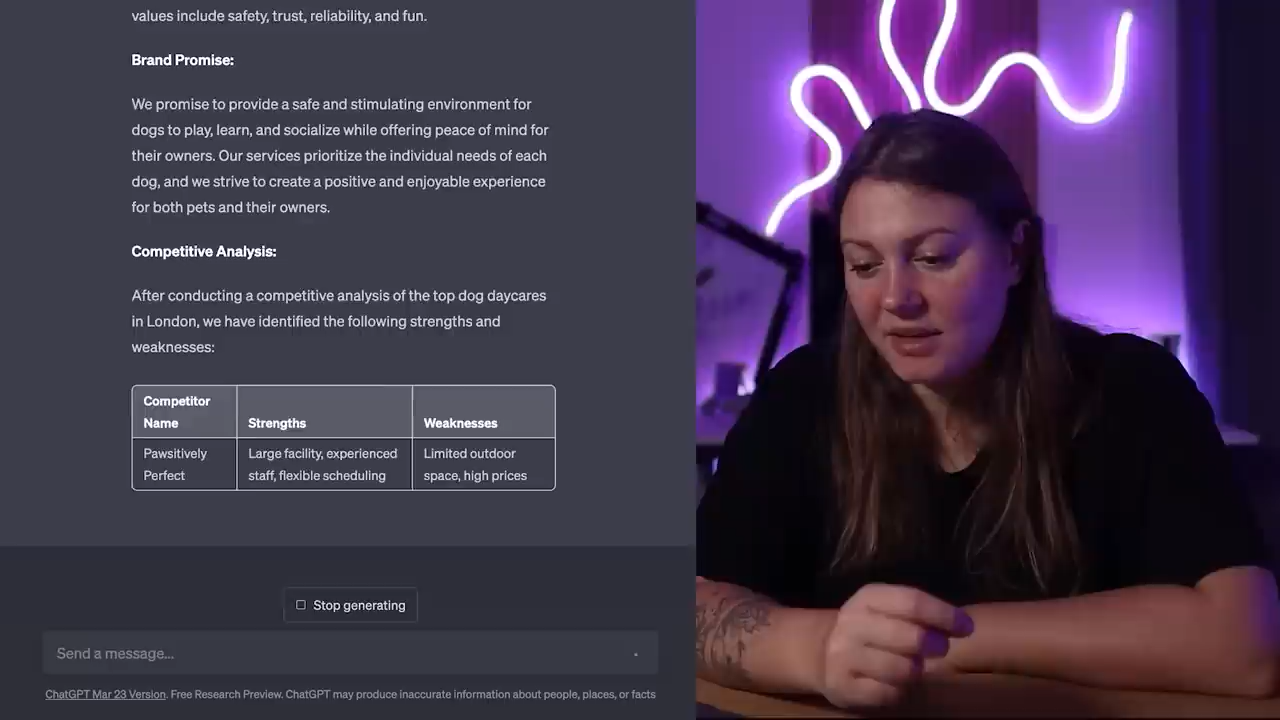 values include safety, trust, reliability, and fun.
Brand Promise:
We promise to provide a safe and stimulating environment for
dogs to play, learn, and socialize while offering peace of mind for
their owners. Our services prioritize the individual needs of each
dog, and we strive to create a positive and enjoyable experience
for both pets and their owners.
Competitive Analysis:
After conducting a competitive analysis of the top dog daycares
in London, we have identified the following strengths and
weaknesses:
Competitor
Name
Strengths
Weaknesses
Pawsitively
Perfect
Large facility, experienced
staff, flexible scheduling
Limited outdoor
space, high prices
Stop generating
Send a message...
ChatGPT Mar 23 Version. Free Research Preview. ChatGPT may produce inaccurate information about people, places, or facts